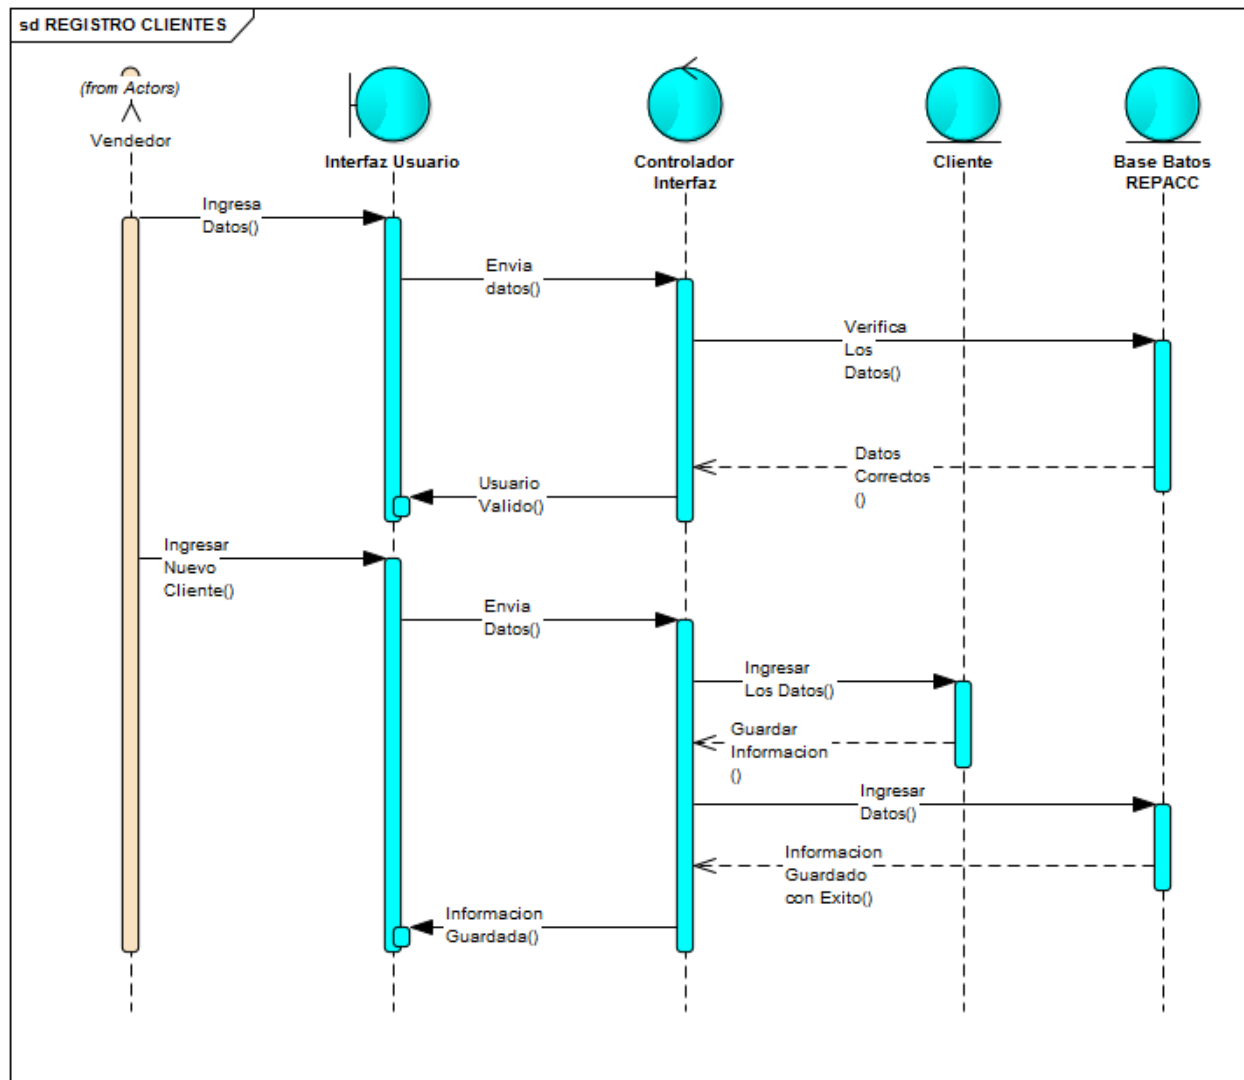 sd REGISTRO CLIENTES
(from Actors)
Vendedor
Interfaz Usuario
Controlador
Interfaz
Cliente
Base Batos
REPACC
Ingresa
Datos()
Envia
datos()
Verifica
Los
Datos()
Datos
Correctos
()
Usuario
Valido()
Ingresar
Nuevo
Cliente()
Envia
Datos()
Ingresar
Los Datos()
Guardar
Informacion
()
Ingresar
Datos()
Informacion
Guardado
con Exito()
Informacion
Guardada()